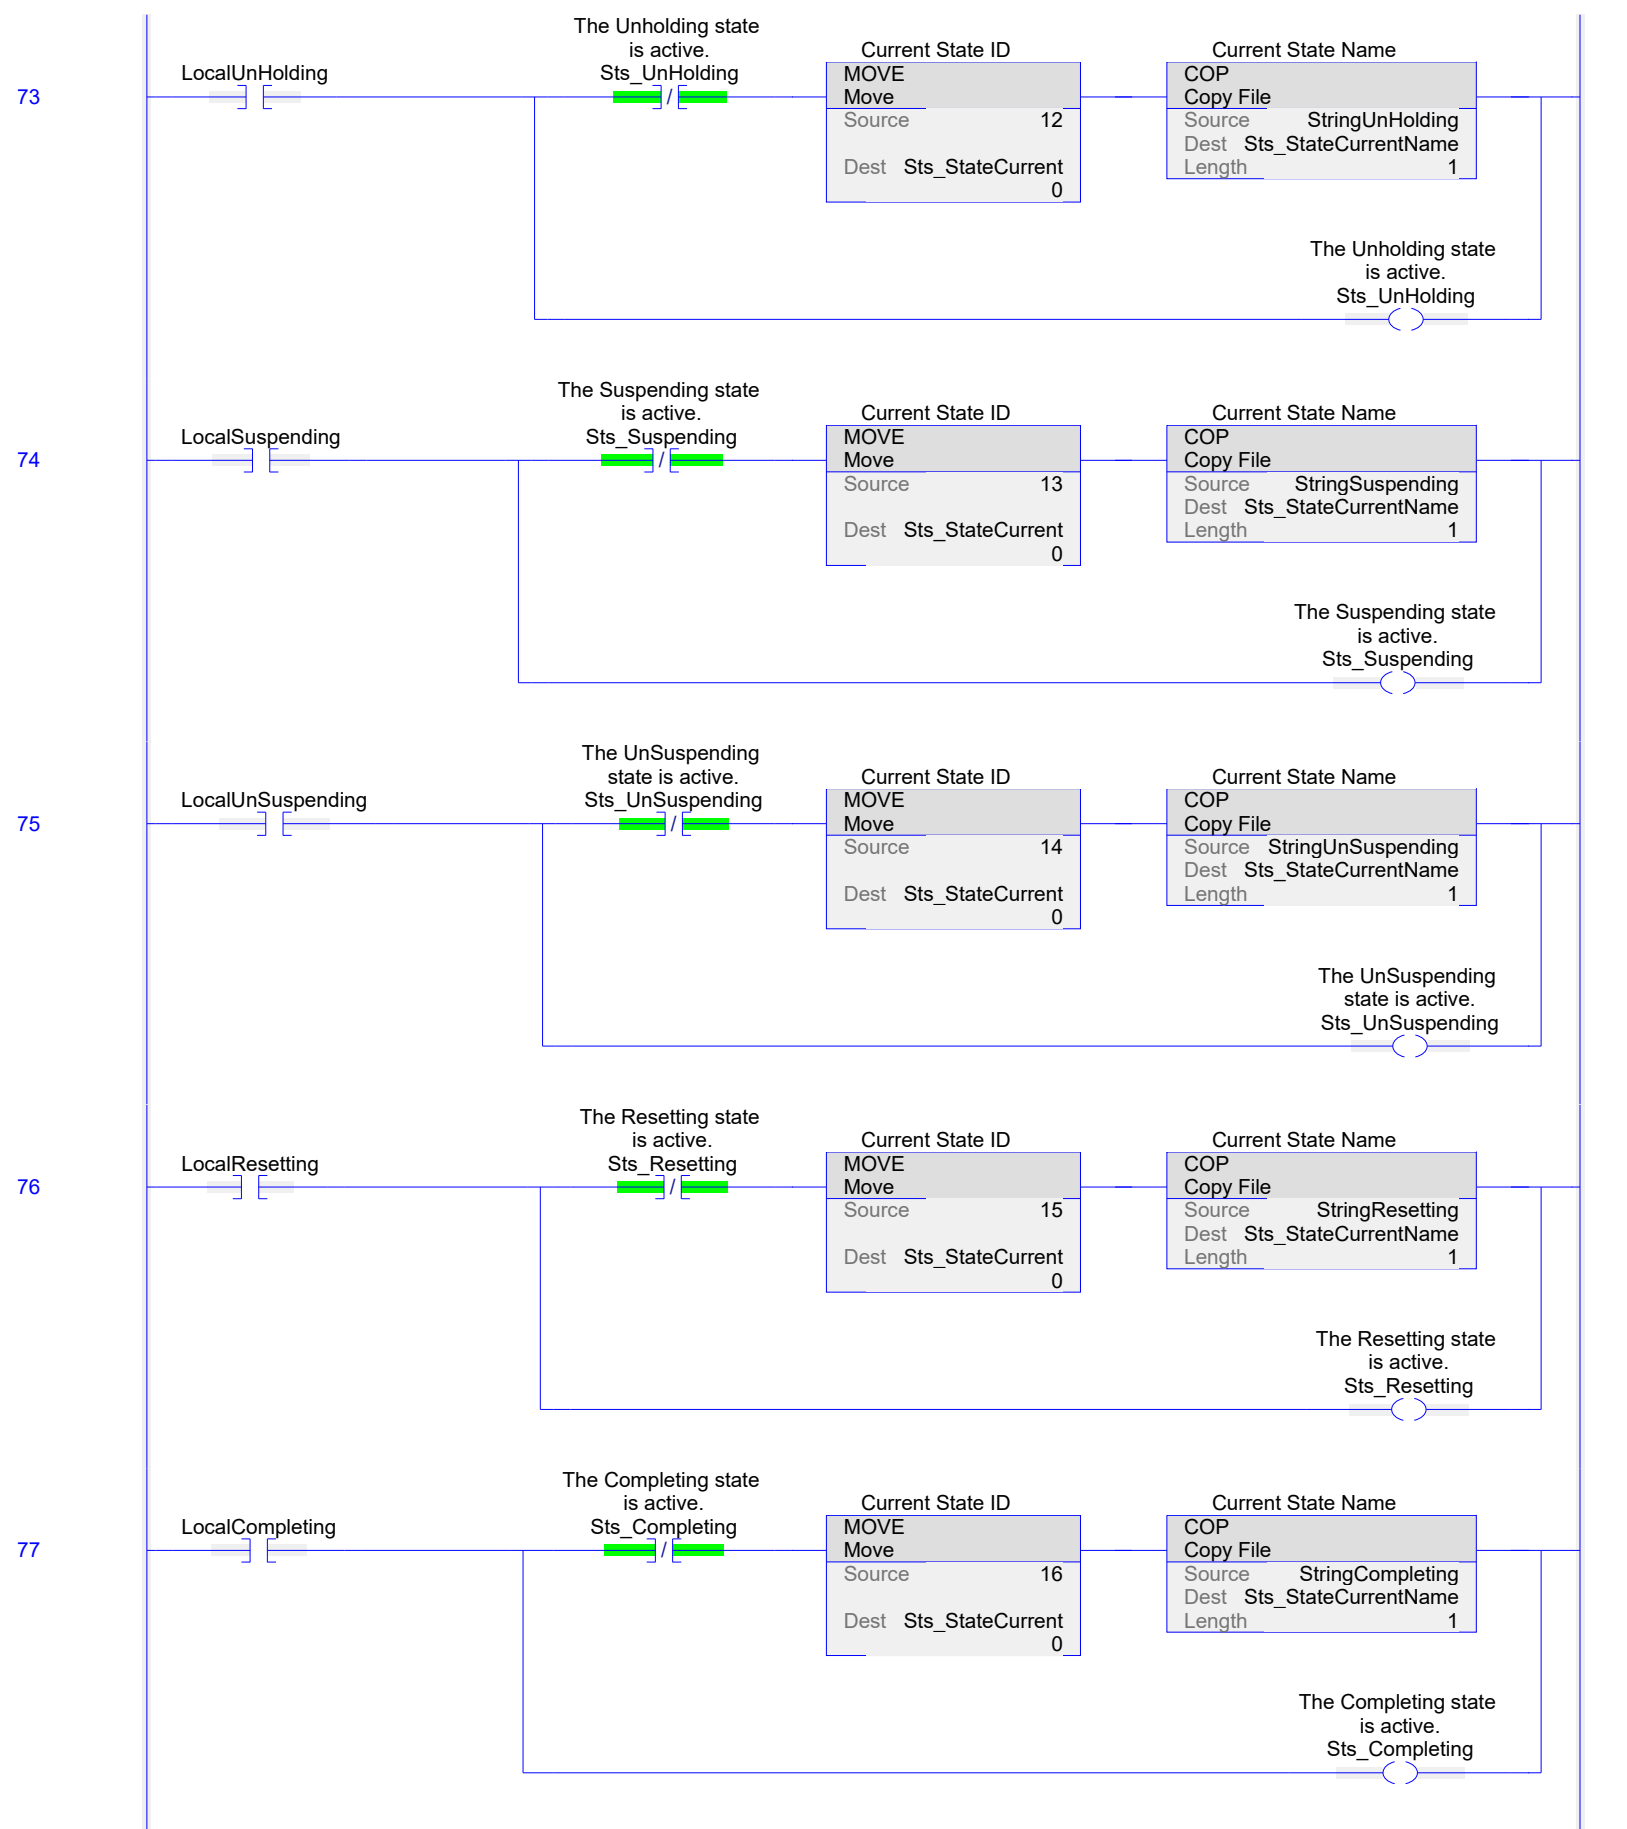 The Unholding state
is active.
Current State ID
Current State Name
LocalUnHolding
Sts_UnHolding
MOVE
COP
73
/
Move
Copy File
Source 12
Source StringUnHolding
Dest Sts_StateCurrentName
Dest Sts_StateCurrent
Length 1
0
The Unholding state
is active.
Sts_UnHolding
The Suspending state
is active.
Current State ID
Current State Name
LocalSuspending
Sts_Suspending
MOVE
COP
74
/
Move
Copy File
Source 13
Source StringSuspending
Dest Sts_StateCurrentName
Dest Sts_StateCurrent
Length 1
0
The Suspending state
is active.
Sts_Suspending
The UnSuspending
state is active.
Current State ID
Current State Name
LocalUnSuspending
Sts_UnSuspending
MOVE
COP
75
/
Move
Copy File
Source 14
Source StringUnSuspending
Dest Sts_StateCurrentName
Dest Sts_StateCurrent
Length 1
0
The UnSuspending
state is active.
Sts_UnSuspending
The Resetting state
is active.
Current State ID
Current State Name
LocalResetting
Sts_Resetting
MOVE
COP
76
/
Move
Copy File
Source 15
Source StringResetting
Dest Sts_StateCurrentName
Dest Sts_StateCurrent
Length 1
0
The Resetting state
is active.
Sts_Resetting
The Completing state
is active.
Current State ID
Current State Name
LocalCompleting
Sts_Completing
MOVE
COP
77
/
Move
Copy File
Source 16
Source StringCompleting
Dest Sts_StateCurrentName
Dest Sts_StateCurrent
Length 1
0
The Completing state
is active.
Sts_Completing